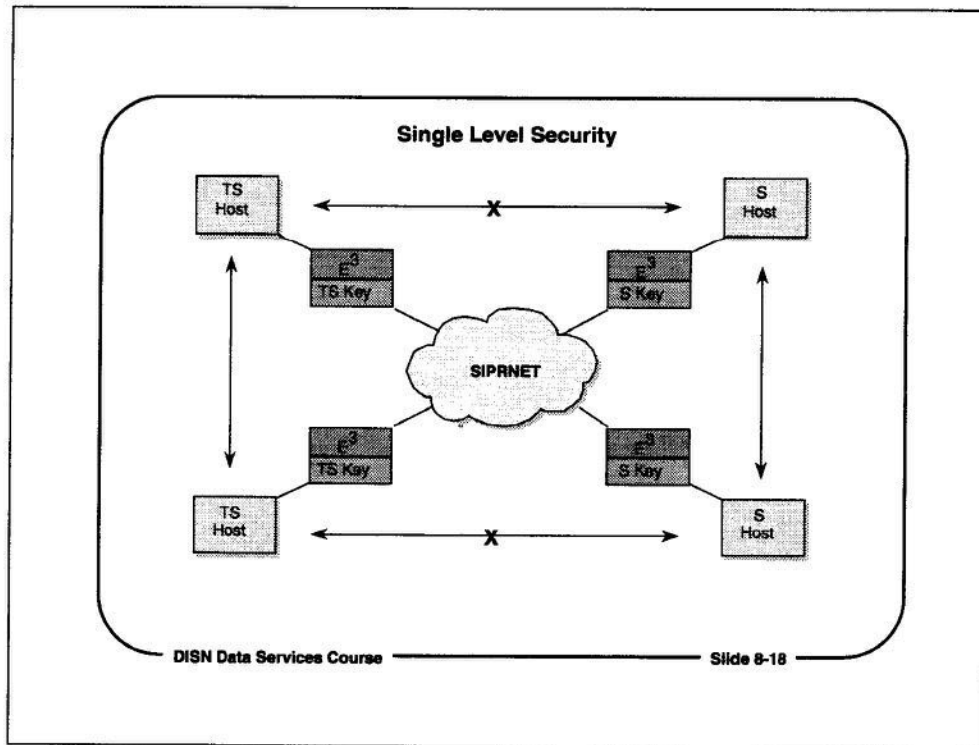 Single Level Security
TS
Host
X
S
Host
E³
TS Key
E³
S Key
SIPRNET
E³
TS Key
E³
S Key
TS
Host
X
S
Host
DISN Data Services Course
Slide 8-18